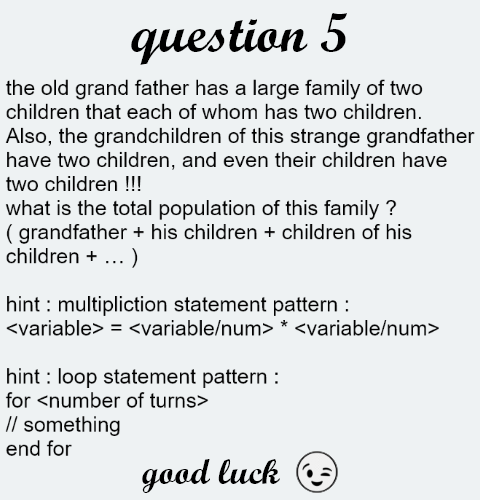 question 5
the old grand father has a large family of two
children that each of whom has two children.
Also, the grandchildren of this strange grandfather
have two children, and even their children have
two children !!!
what is the total population of this family ?
( grandfather + his children + children of his
children + … )
hint : multipliction statement pattern :
<variable> = <variable/num> * <variable/num>
hint : loop statement pattern :
for <number of turns>
// something
end for
good luck